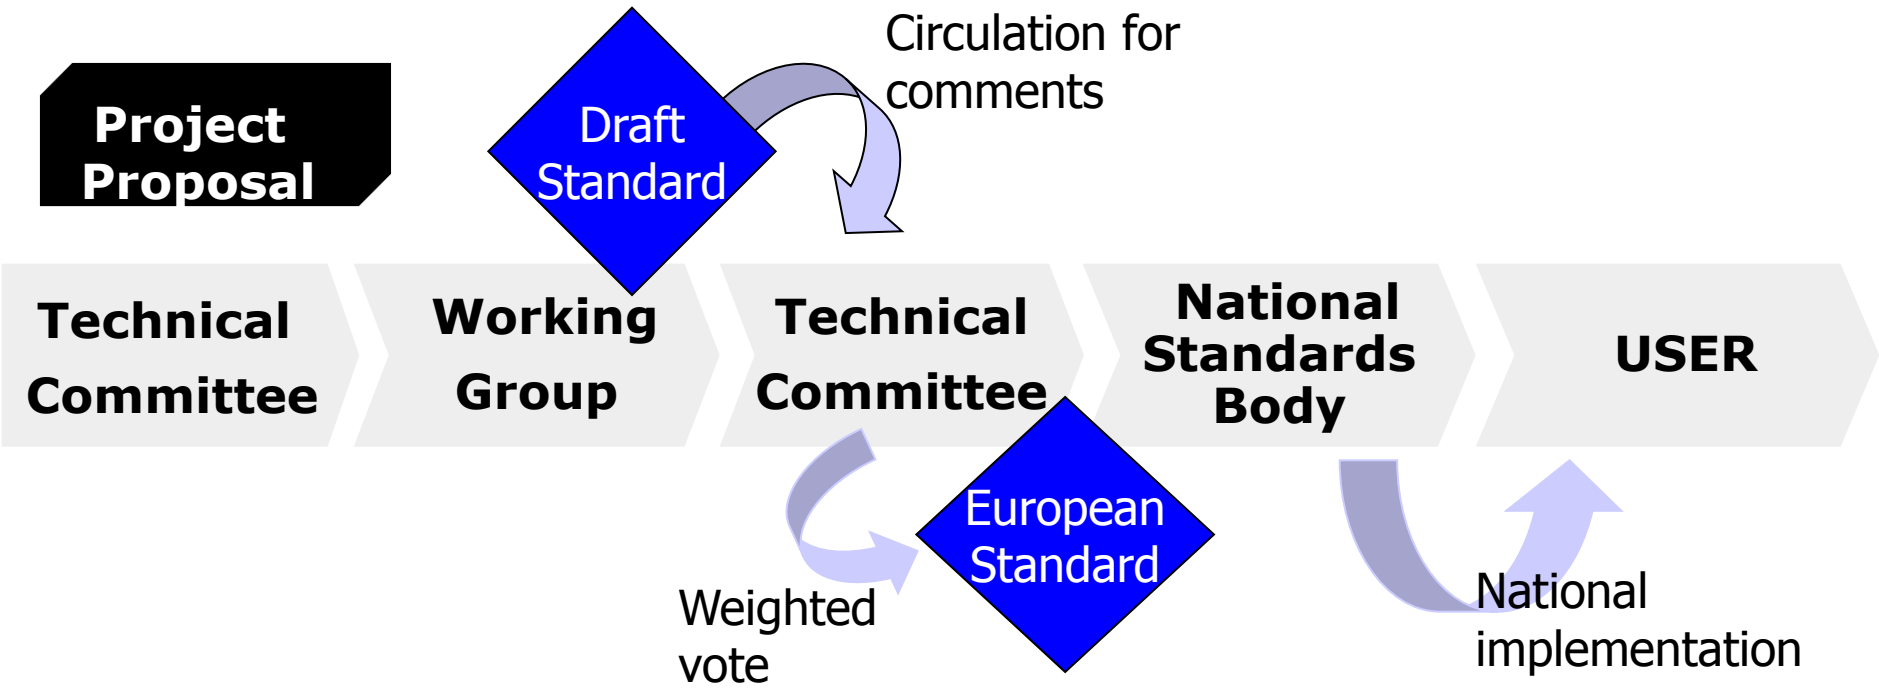 Project
Proposal
Draft
Standard
Circulation for
comments
Technical
Committee
Working
Group
Technical
Committee
National
Standards
Body
USER
Weighted
vote
European
Standard
National
implementation